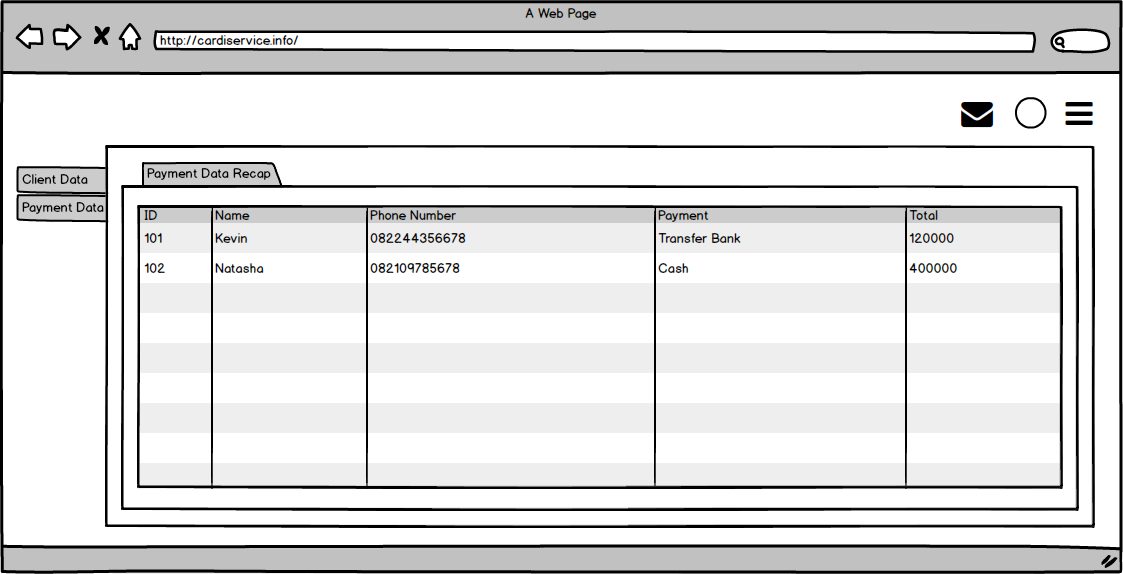 A Web Page
http://cardiservice.info/
Client Data
Payment Data
Payment Data Recap
ID Name Phone Number Payment Total
101 Kevin 082244356678 Transfer Bank 120000
102 Natasha 082109785678 Cash 400000